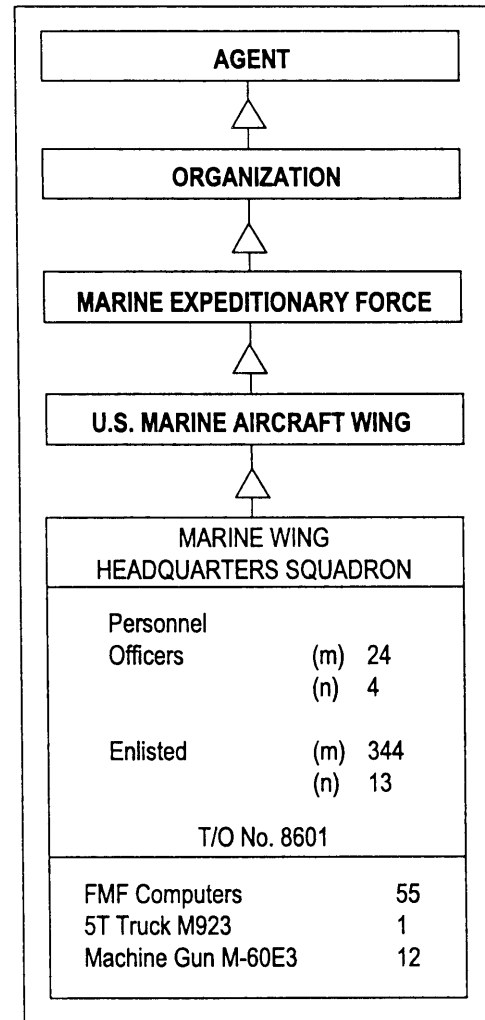 AGENT
ORGANIZATION
MARINE EXPEDITIONARY FORCE
U.S. MARINE AIRCRAFT WING
MARINE WING
HEADQUARTERS SQUADRON
Personnel
Officers (m) 24
(n) 4
Enlisted (m) 344
(n) 13
T/O No. 8601
FMF Computers 55
5T Truck M923 1
Machine Gun M-60E3 12